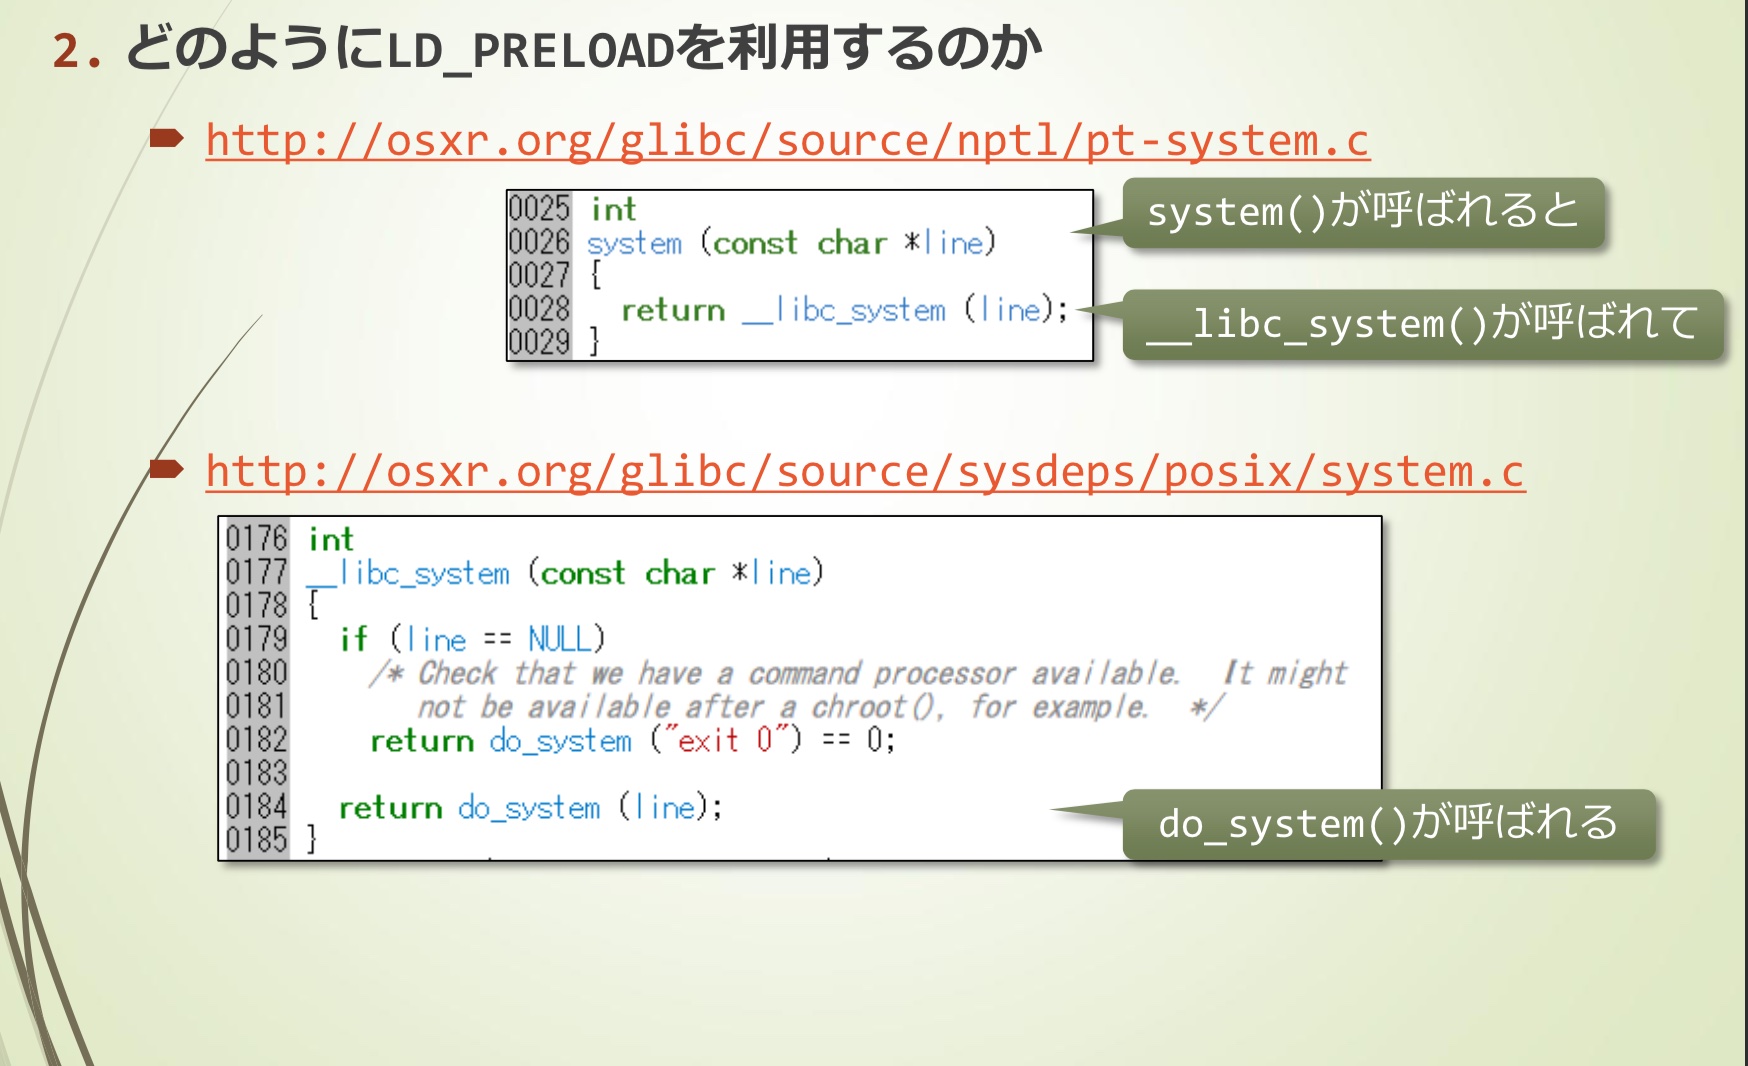 2. どのようにLD_PRELOADを利用するのか
http://osxr.org/glibc/source/nptl/pt-system.c
0025 int
0026 system (const char *line)
0027 {
0028   return __libc_system (line);
0029 }
system()が呼ばれると
__libc_system()が呼ばれて
http://osxr.org/glibc/source/sysdeps/posix/system.c
0176 int
0177 __libc_system (const char *line)
0178 {
0179   if (line == NULL)
0180     /* Check that we have a command processor available.  It might
0181        not be available after a chroot(), for example.  */
0182     return do_system ("exit 0") == 0;
0183
0184   return do_system (line);
0185 }
do_system()が呼ばれる